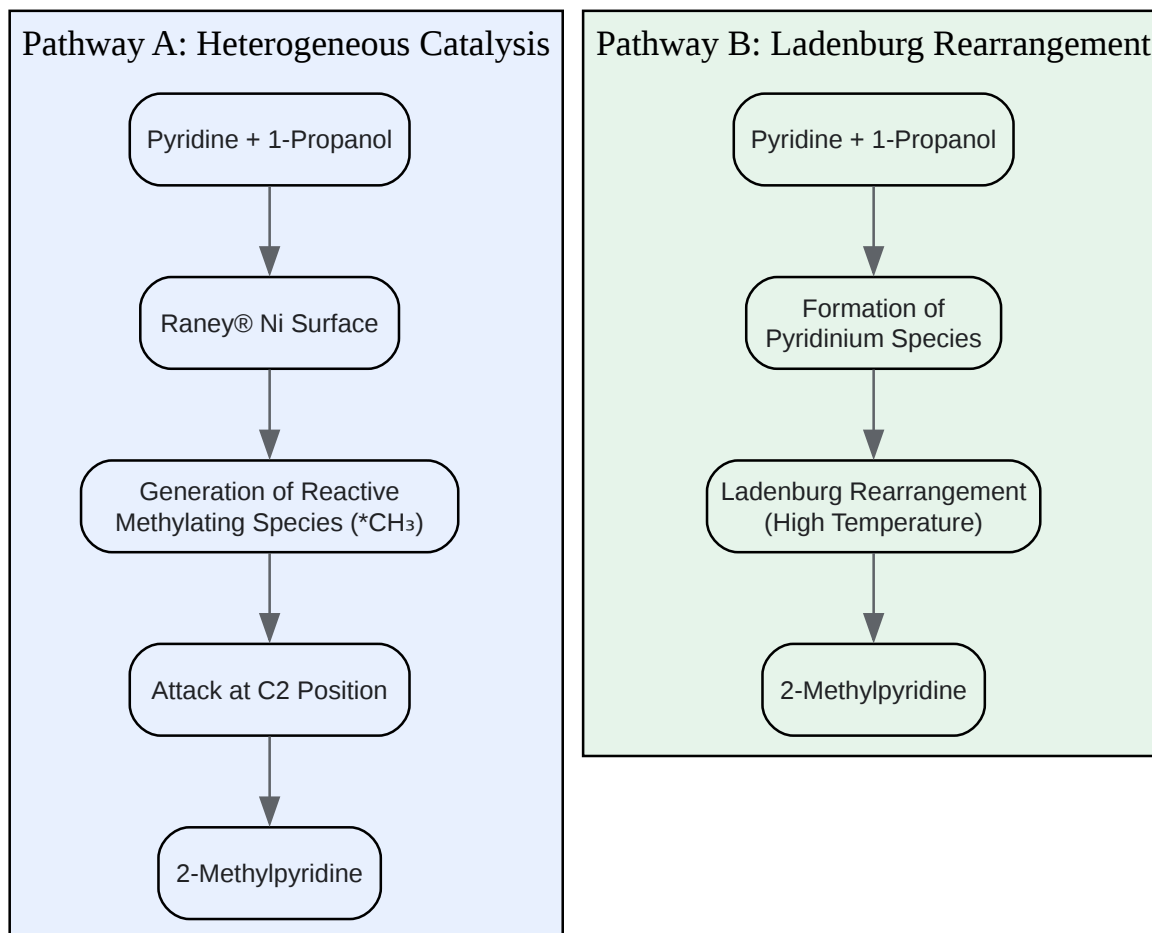 Pathway A: Heterogeneous Catalysis
Pyridine + 1-Propanol
Raney® Ni Surface
Generation of Reactive
Methylating Species (*CH₃)
Attack at C2 Position
2-Methylpyridine
Pathway B: Ladenburg Rearrangement
Pyridine + 1-Propanol
Formation of
Pyridinium Species
Ladenburg Rearrangement
(High Temperature)
2-Methylpyridine